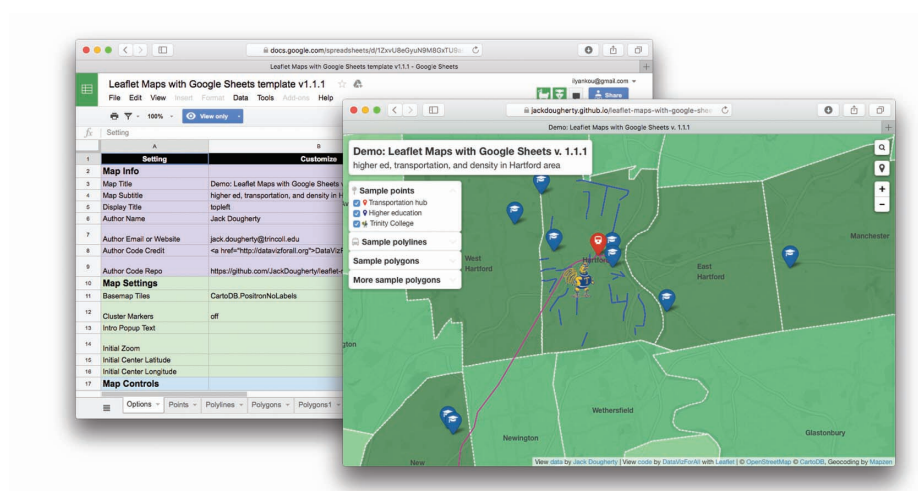 docs.google.com/spreadsheets/d/1ZxvU8eGyuN9M8GxTU9
Leaflet Maps with Google Sheets template v1.1.1 - Google Sheets
Leaflet Maps with Google Sheets template v1.1.1
ilyankou@gmail.com
File Edit View Insert Format Data Tools Add-ons Help
Share
100% View only
fx Setting
A B
1 Setting Customize
2 Map Info
3 Map Title Demo: Leaflet Maps with Google Sheets
4 Map Subtitle higher ed, transportation, and density in H
5 Display Title topleft
6 Author Name Jack Dougherty
7 Author Email or Website jack.dougherty@trincoll.edu
8 Author Code Credit <a href="http://datavizforall.org">DataVizF
9 Author Code Repo https://github.com/JackDougherty/leaflet-
10 Map Settings
11 Basemap Tiles CartoDB.PositronNoLabels
12 Cluster Markers off
13 Intro Popup Text
14 Initial Zoom
15 Initial Center Latitude
16 Initial Center Longitude
17 Map Controls
Options Points Polylines Polygons Polygons1
jackdougherty.github.io/leaflet-maps-with-google-shee
Demo: Leaflet Maps with Google Sheets v. 1.1.1
Demo: Leaflet Maps with Google Sheets v. 1.1.1
higher ed, transportation, and density in Hartford area
Sample points
Transportation hub
Higher education
Trinity College
Sample polylines
Sample polygons
More sample polygons
+
−
Manchester
West
Hartford
Hartford
East
Hartford
gton
Wethersfield
Newington
Glastonbury
New
View data by Jack Dougherty | View code by DataVizForAll with Leaflet | © OpenStreetMap © CartoDB, Geocoding by Mapzen